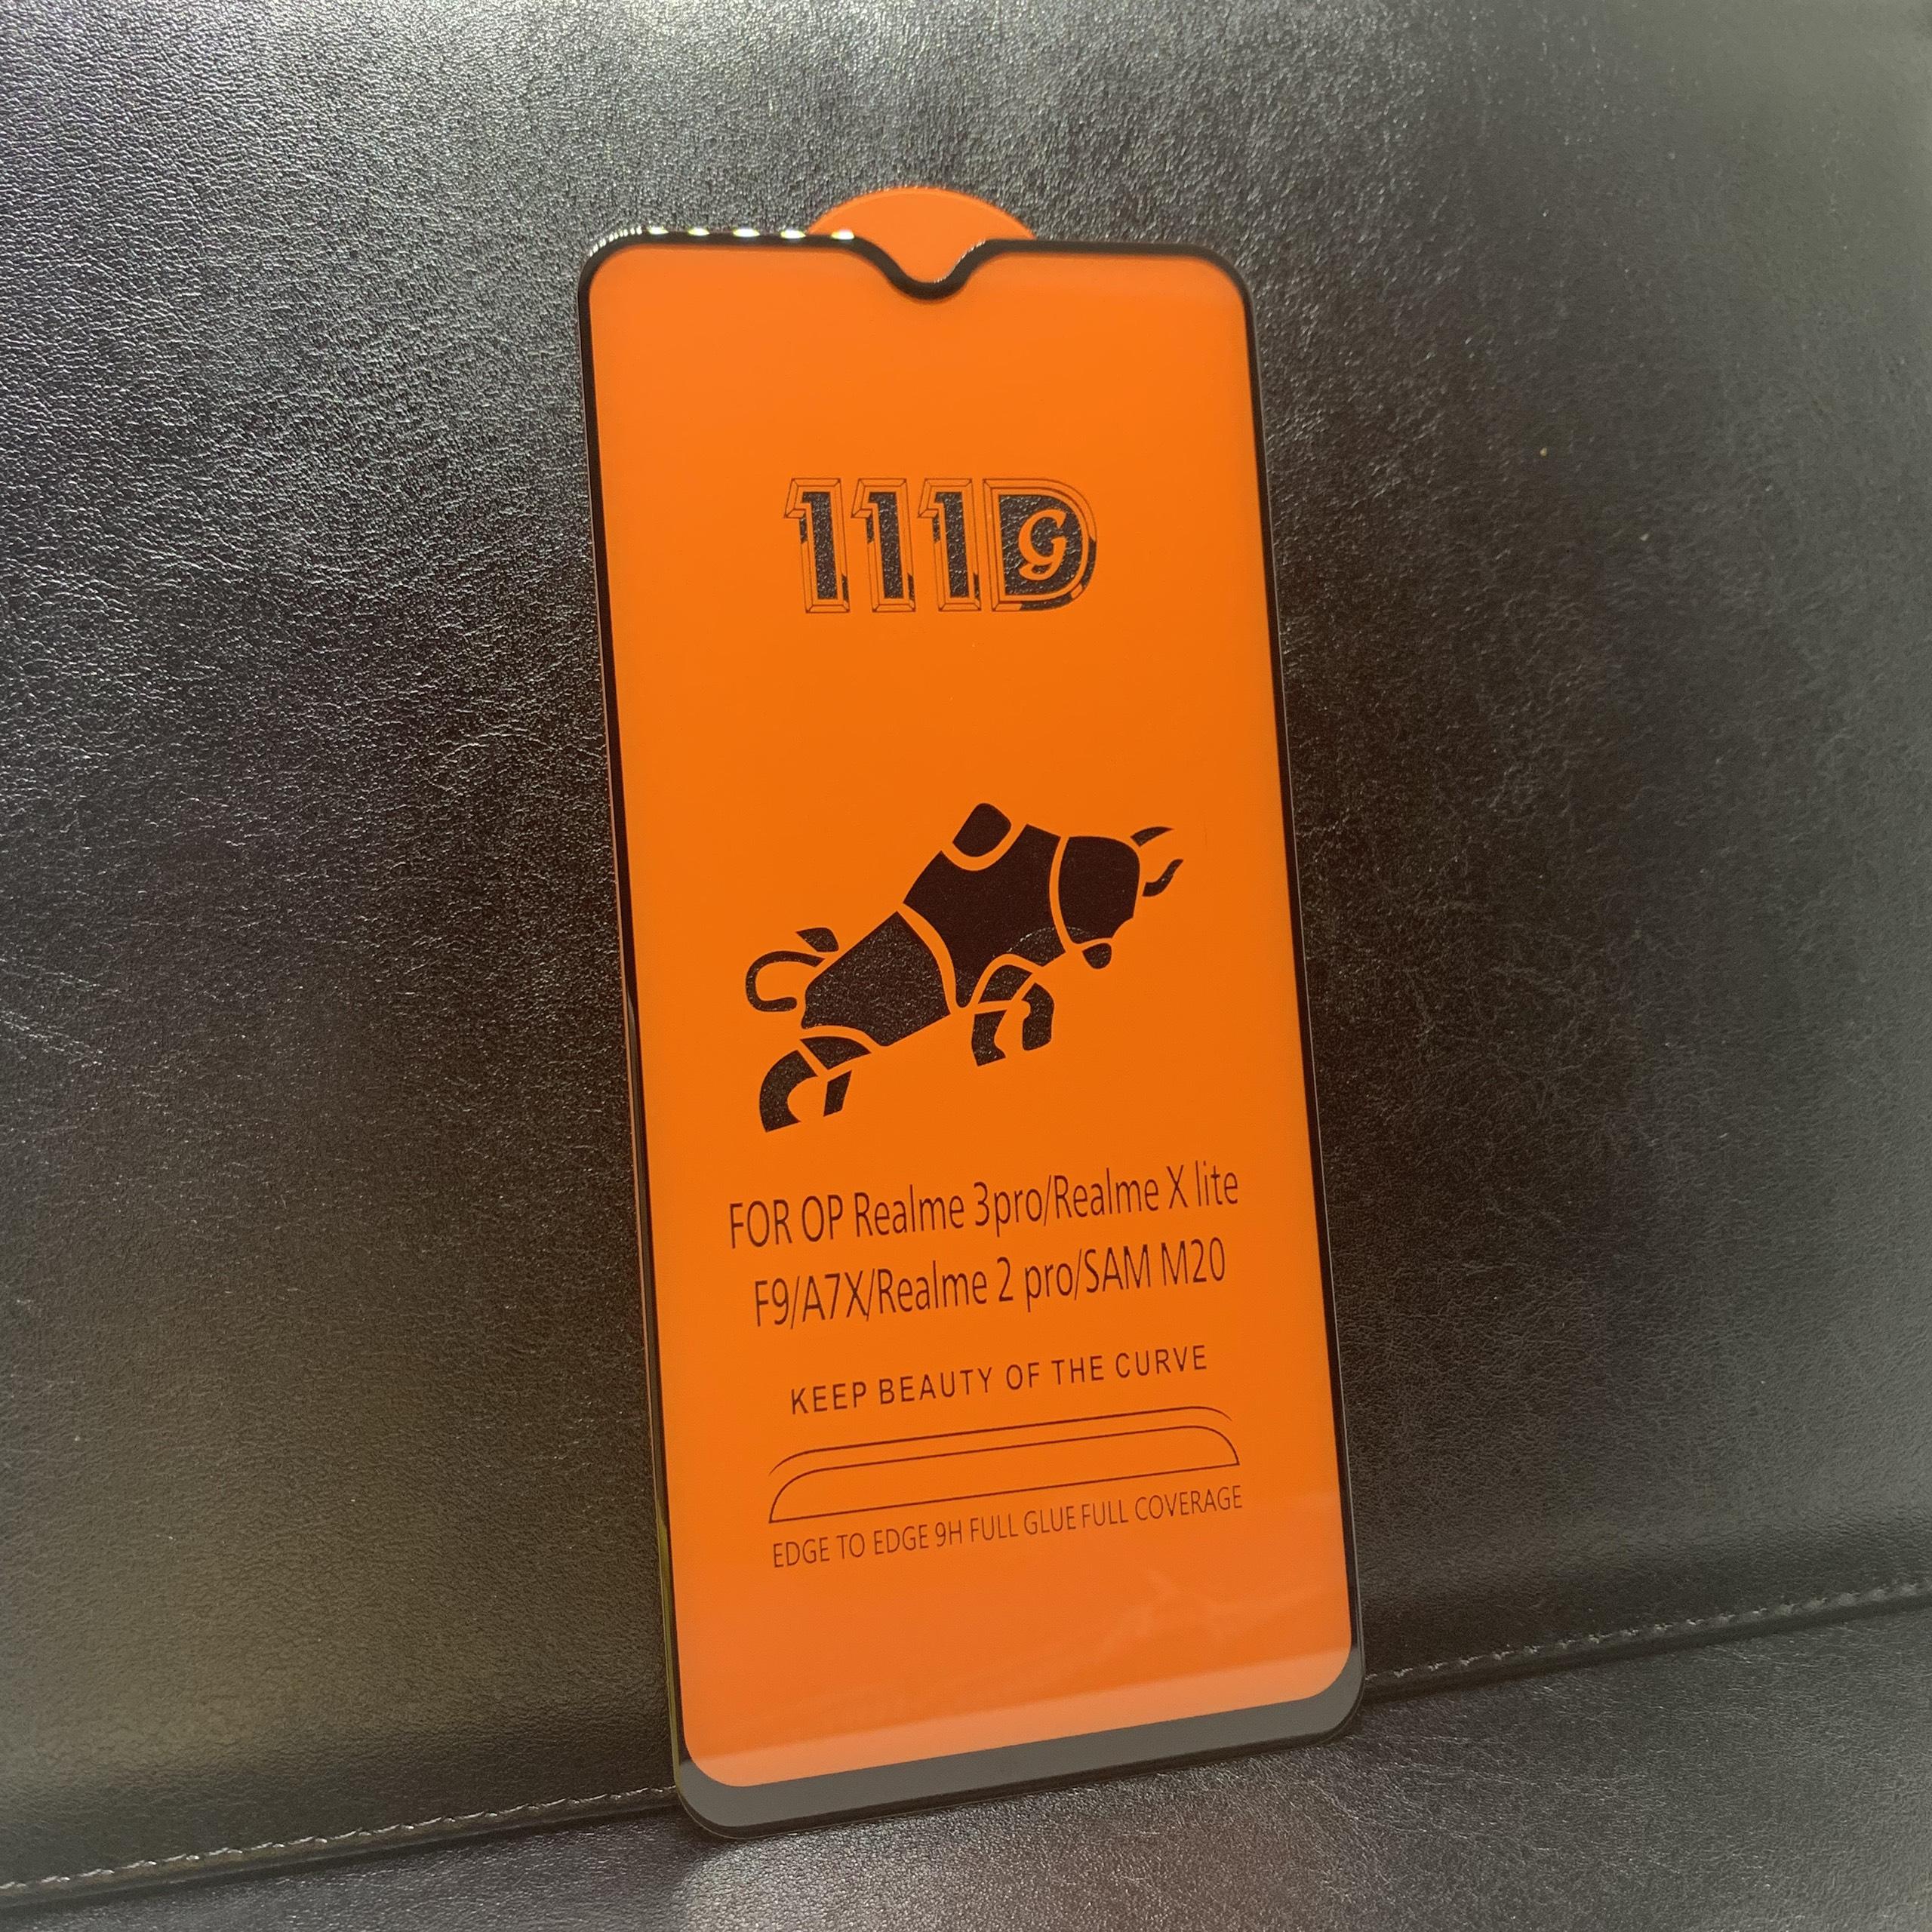 111D
G
FOR OP Realme 3pro/Realme X lite
F9/A7X/Realme 2 pro/SAM M20
KEEP BEAUTY OF THE CURVE
EDGE TO EDGE 9H FULL GLUE FULL COVERAGE